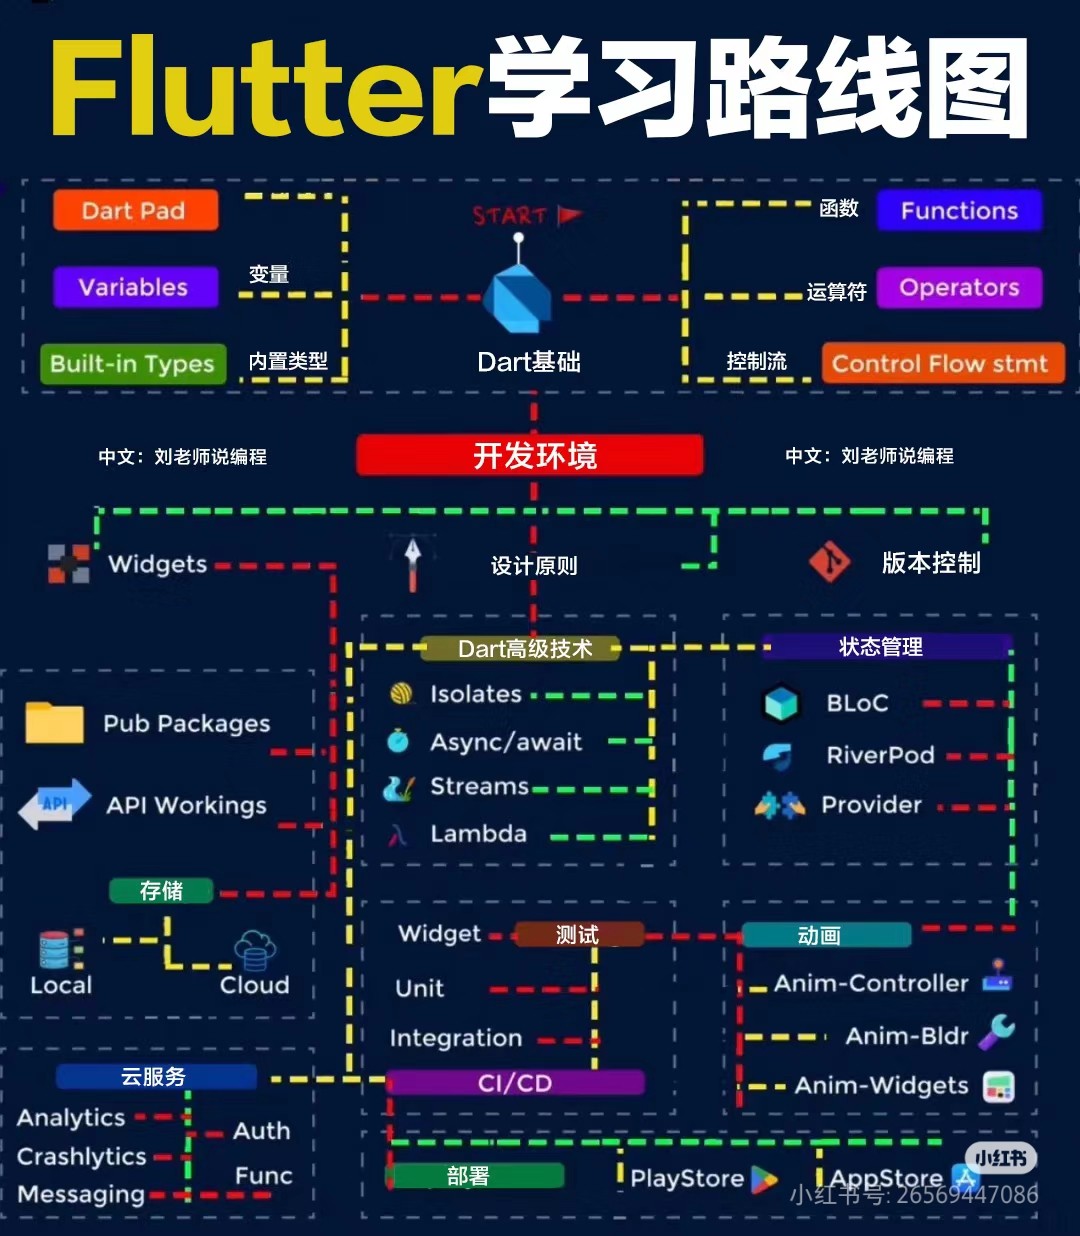 Flutter学习路线图
Dart Pad
START
函数
Functions
变量
Variables
运算符
Operators
内置类型
Built-in Types
Dart基础
控制流
Control Flow stmt
中文：刘老师说编程
开发环境
中文：刘老师说编程
Widgets
设计原则
版本控制
Dart高级技术
Isolates
Async/await
Streams
Lambda
状态管理
BLoC
RiverPod
Provider
Pub Packages
API
API Workings
存储
Local
Cloud
Widget
测试
Unit
Integration
CI/CD
动画
Anim-Controller
Anim-Bldr
Anim-Widgets
云服务
Analytics
Auth
Crashlytics
Func
Messaging
部署
PlayStore
AppStore
小红书
小红书号: 26569447086